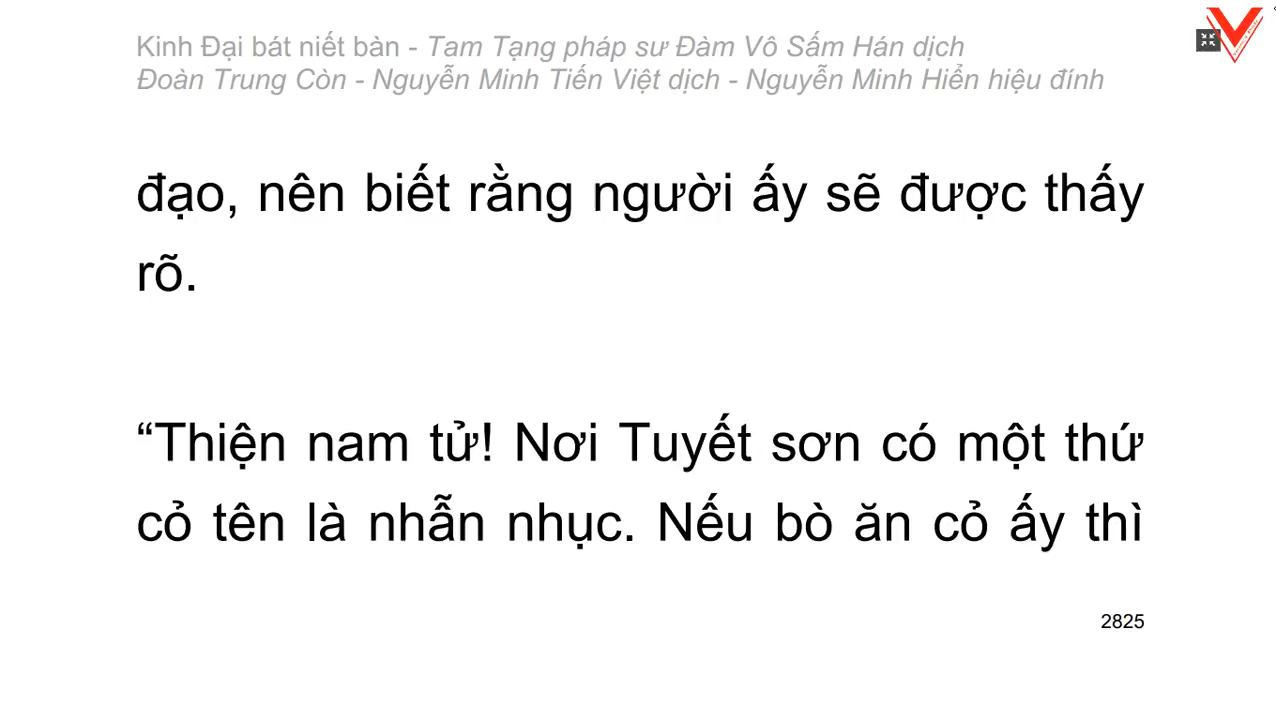 Kinh Đại bát niết bàn - Tam Tạng pháp sư Đàm Vô Sấm Hán dịch
Đoàn Trung Còn - Nguyễn Minh Tiến Việt dịch - Nguyễn Minh Hiển hiệu đính
đạo, nên biết rằng người ấy sẽ được thấy
rõ.
“Thiện nam tử! Nơi Tuyết sơn có một thứ
cỏ tên là nhẫn nhục. Nếu bò ăn cỏ ấy thì
2825